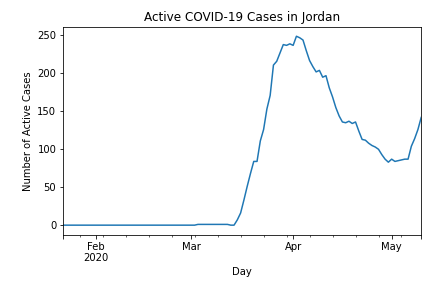 Active COVID-19 Cases in Jordan
Number of Active Cases
250
200
150
100
50
0
Feb
2020
Mar
Apr
May
Day